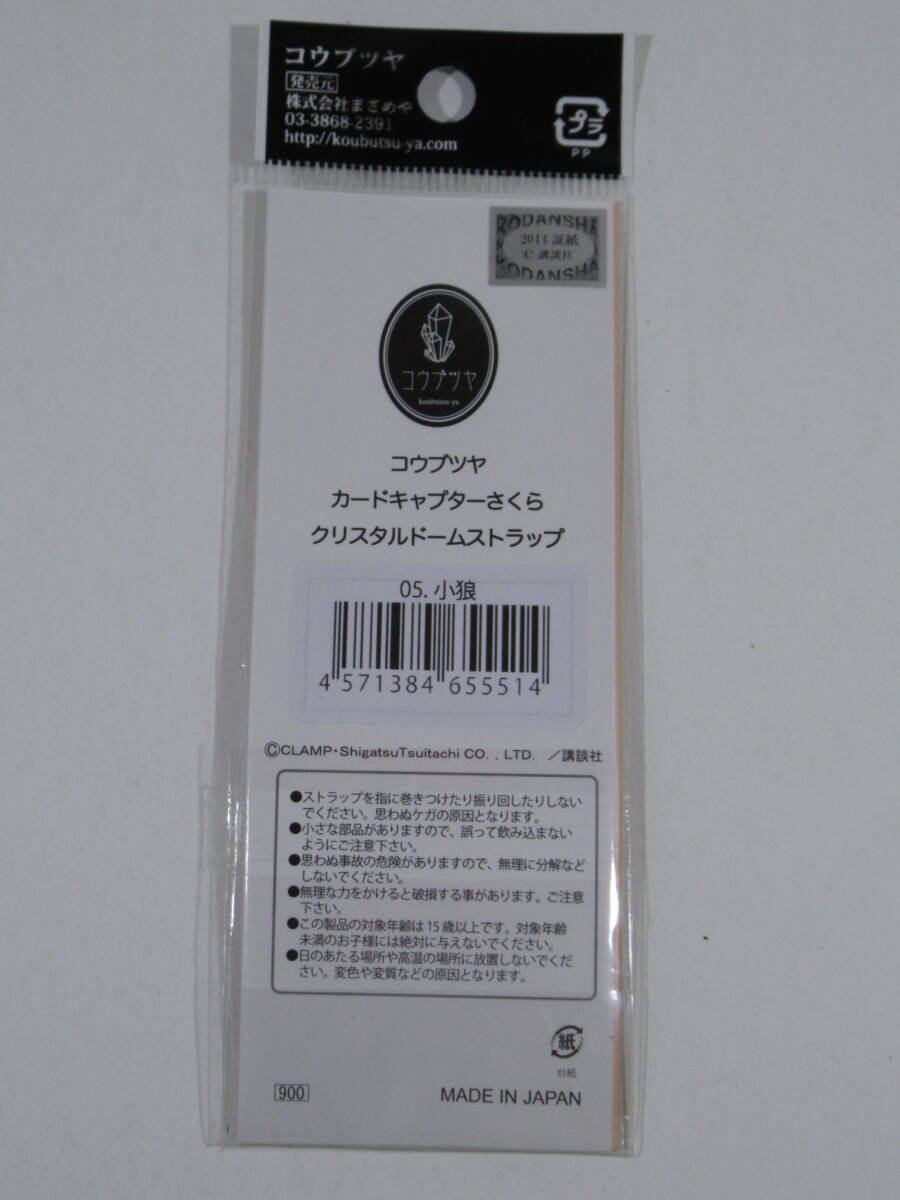 コウブツヤ
発売元
株式会社まさめや
03-3868-2391
http://koubutsu-ya.com
プラ
PP
KODANSHA
2014 証紙
© 講談社
KODANSHA
コウブツヤ
koubutsu-ya
コウブツヤ
カードキャプターさくら
クリスタルドームストラップ
05. 小狼
4 571384 655514
©CLAMP・ShigatsuTsuitachi CO. , LTD. ／講談社
●ストラップを指に巻きつけたり振り回したりしない
でください。思わぬケガの原因となります。
●小さな部品がありますので、誤って飲み込まない
ようにご注意下さい。
●思わぬ事故の危険がありますので、無理に分解など
しないでください。
●無理な力をかけると破損する事があります。ご注意
下さい。
●この製品の対象年齢は15歳以上です。対象年齢
未満のお子様には絶対に与えないでください。
●日のあたる場所や高温の場所に放置しないでくだ
さい。変色や変質などの原因となります。
紙
台紙
900
MADE IN JAPAN